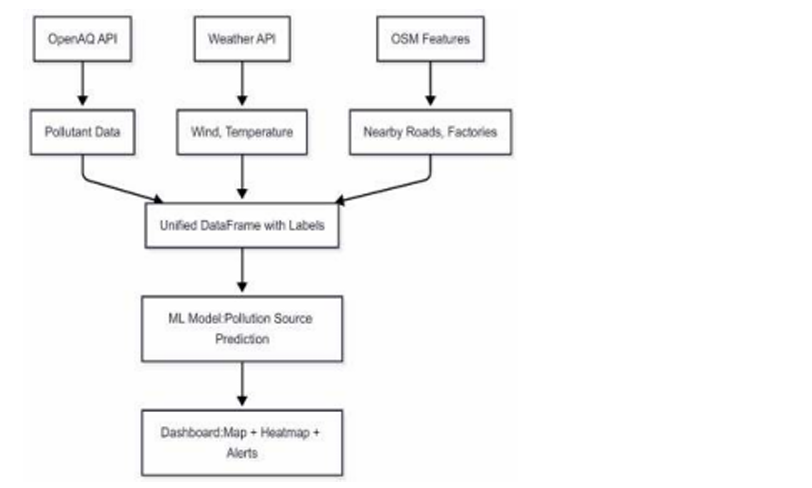 OpenAQ API
Weather API
OSM Features
Pollutant Data
Wind, Temperature
Nearby Roads, Factories
Unified DataFrame with Labels
ML Model:Pollution Source
Prediction
Dashboard:Map + Heatmap +
Alerts